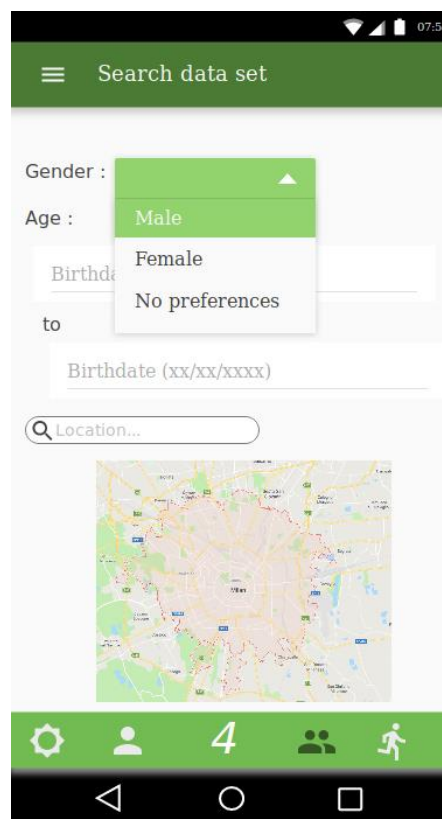 07:5
Search data set
Gender :
Age :
Male
Female
No preferences
Birthda
to
Birthdate (xx/xx/xxxx)
Location...
Milan
4